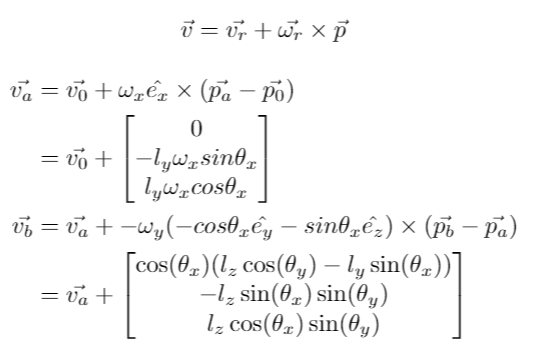 \vec{v} = \vec{v_r} + \vec{\omega_r} \times \vec{p}
\vec{v_a} = \vec{v_0} + \omega_x \hat{e_x} \times (\vec{p_a} - \vec{p_0})
= \vec{v_0} + \begin{bmatrix} 0 \\ -l_y\omega_x sin\theta_x \\ l_y\omega_x cos\theta_x \end{bmatrix}
\vec{v_b} = \vec{v_a} + -\omega_y(-cos\theta_x \hat{e_y} - sin\theta_x \hat{e_z}) \times (\vec{p_b} - \vec{p_a})
= \vec{v_a} + \begin{bmatrix} \cos(\theta_x)(l_z \cos(\theta_y) - l_y \sin(\theta_x)) \\ -l_z \sin(\theta_x) \sin(\theta_y) \\ l_z \cos(\theta_x) \sin(\theta_y) \end{bmatrix}